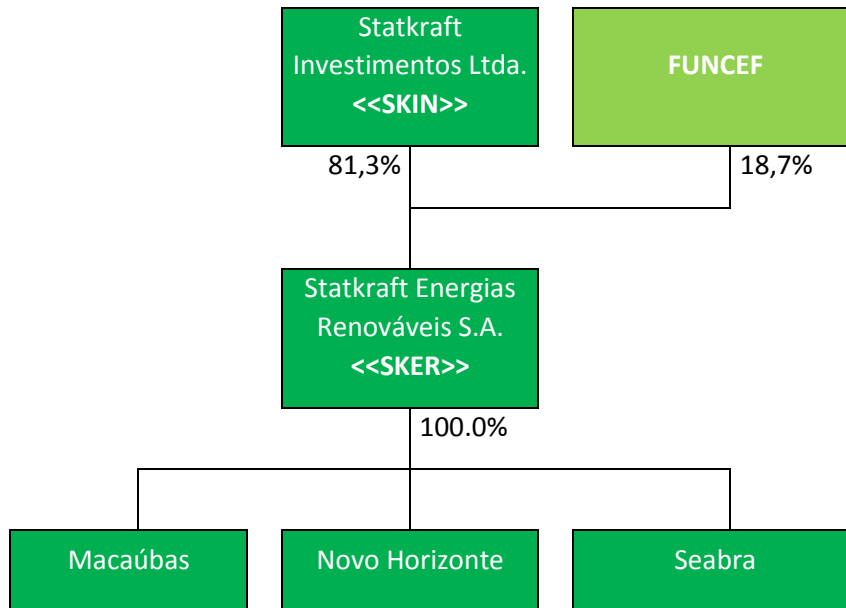 Statkraft
Investimentos Ltda.
<<SKIN>>
FUNCEF
81,3%
18,7%
Statkraft Energias
Renováveis S.A.
<<SKER>>
100.0%
Macaúbas
Novo Horizonte
Seabra